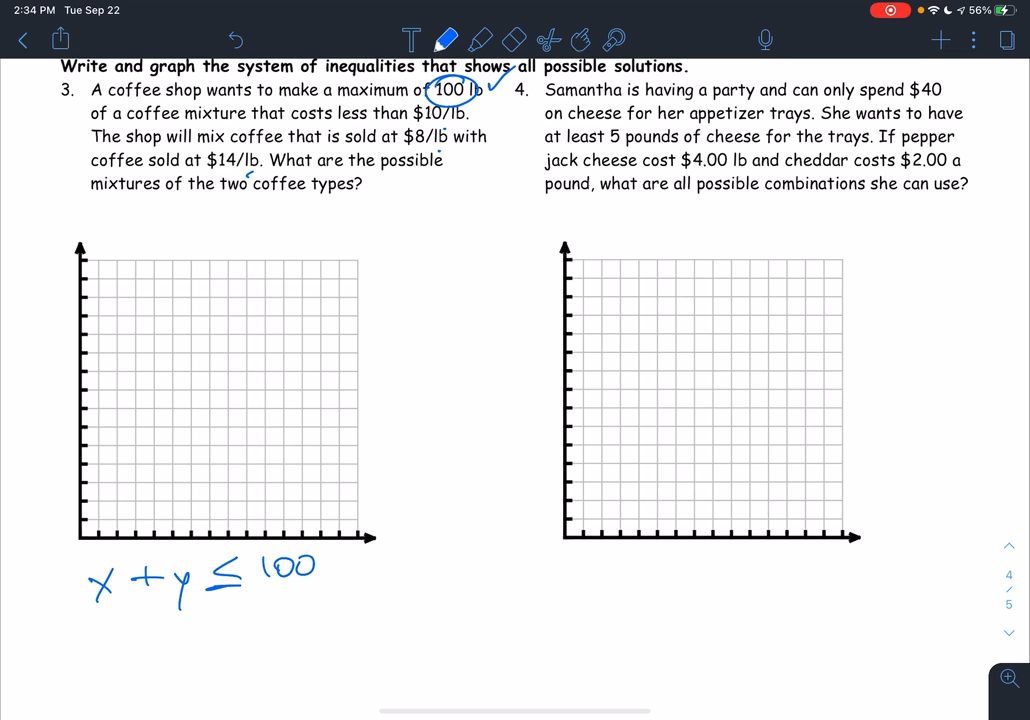 2:34 PM Tue Sep 22
56%
Write and graph the system of inequalities that shows all possible solutions.
3. A coffee shop wants to make a maximum of 100 lb
of a coffee mixture that costs less than $10/lb.
The shop will mix coffee that is sold at $8/lb with
coffee sold at $14/lb. What are the possible
mixtures of the two coffee types?
4. Samantha is having a party and can only spend $40
on cheese for her appetizer trays. She wants to have
at least 5 pounds of cheese for the trays. If pepper
jack cheese cost $4.00 lb and cheddar costs $2.00 a
pound, what are all possible combinations she can use?
x + y ≤ 100
4
/
5